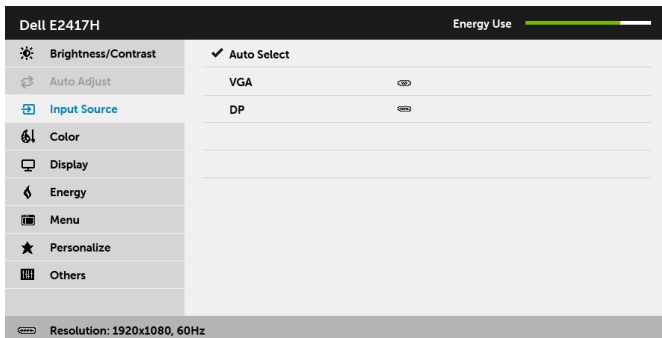 Dell E2417H Energy Use
Brightness/Contrast Auto Select
Auto Adjust VGA
Input Source DP
Color
Display
Energy
Menu
Personalize
Others
Resolution: 1920x1080, 60Hz